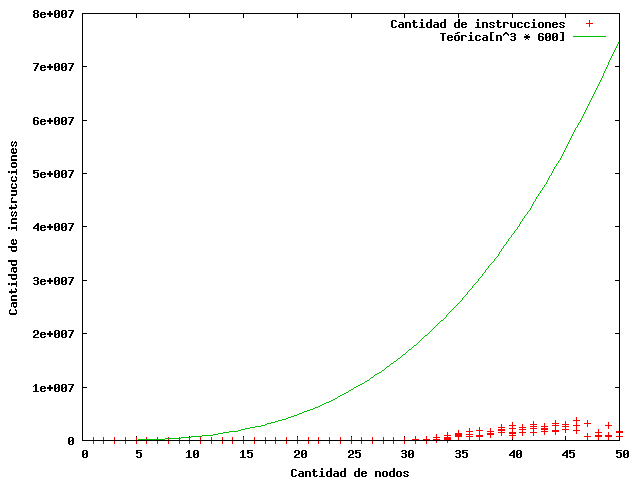 8e+007
7e+007
6e+007
5e+007
4e+007
3e+007
2e+007
1e+007
0
Cantidad de instrucciones
Cantidad de instrucciones
Teórica[n^3 * 600]
0 5 10 15 20 25 30 35 40 45 50
Cantidad de nodos